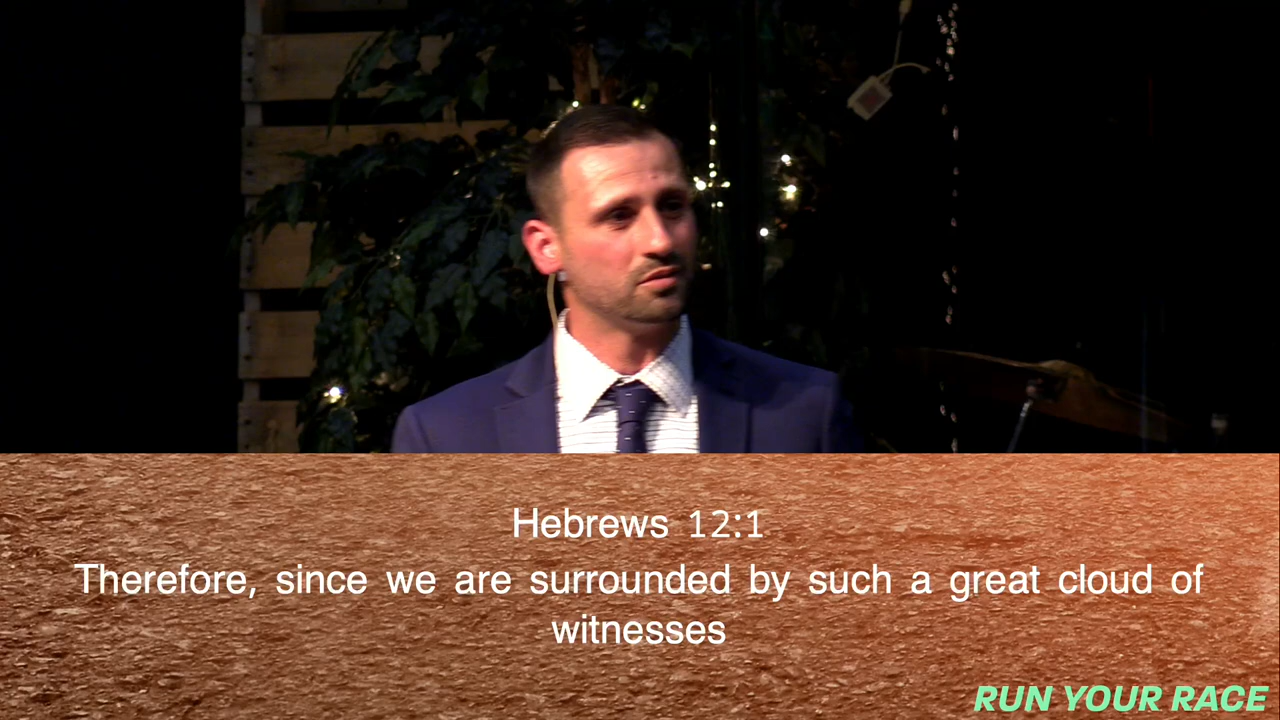 Hebrews 12:1
Therefore, since we are surrounded by such a great cloud of
witnesses
RUN YOUR RACE